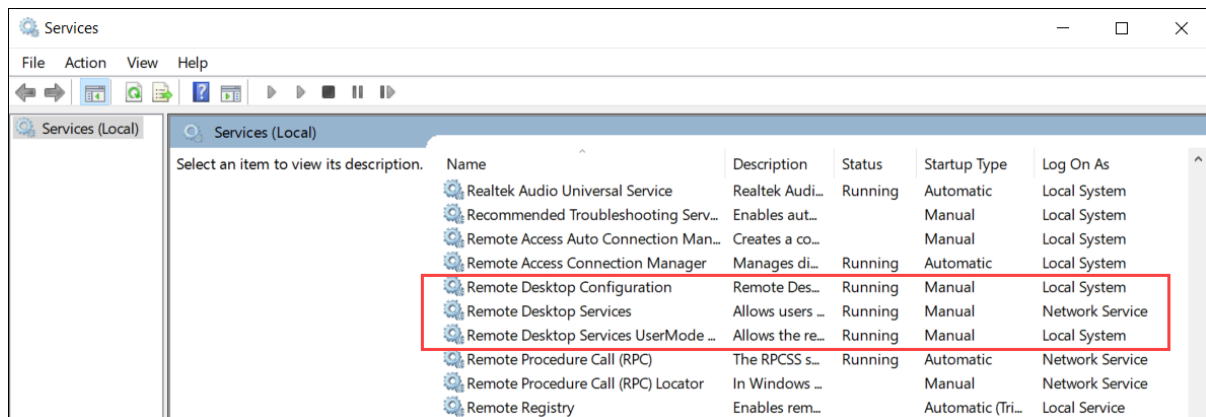 Services
File Action View Help
Services (Local)
Services (Local)
Select an item to view its description.
Name Description Status Startup Type Log On As
Realtek Audio Universal Service Realtek Audi... Running Automatic Local System
Recommended Troubleshooting Serv... Enables aut... Manual Local System
Remote Access Auto Connection Man... Creates a co... Manual Local System
Remote Access Connection Manager Manages di... Running Automatic Local System
Remote Desktop Configuration Remote Des... Running Manual Local System
Remote Desktop Services Allows users ... Running Manual Network Service
Remote Desktop Services UserMode ... Allows the re... Running Manual Local System
Remote Procedure Call (RPC) The RPCSS s... Running Automatic Network Service
Remote Procedure Call (RPC) Locator In Windows ... Manual Network Service
Remote Registry Enables rem... Automatic (Tri... Local Service